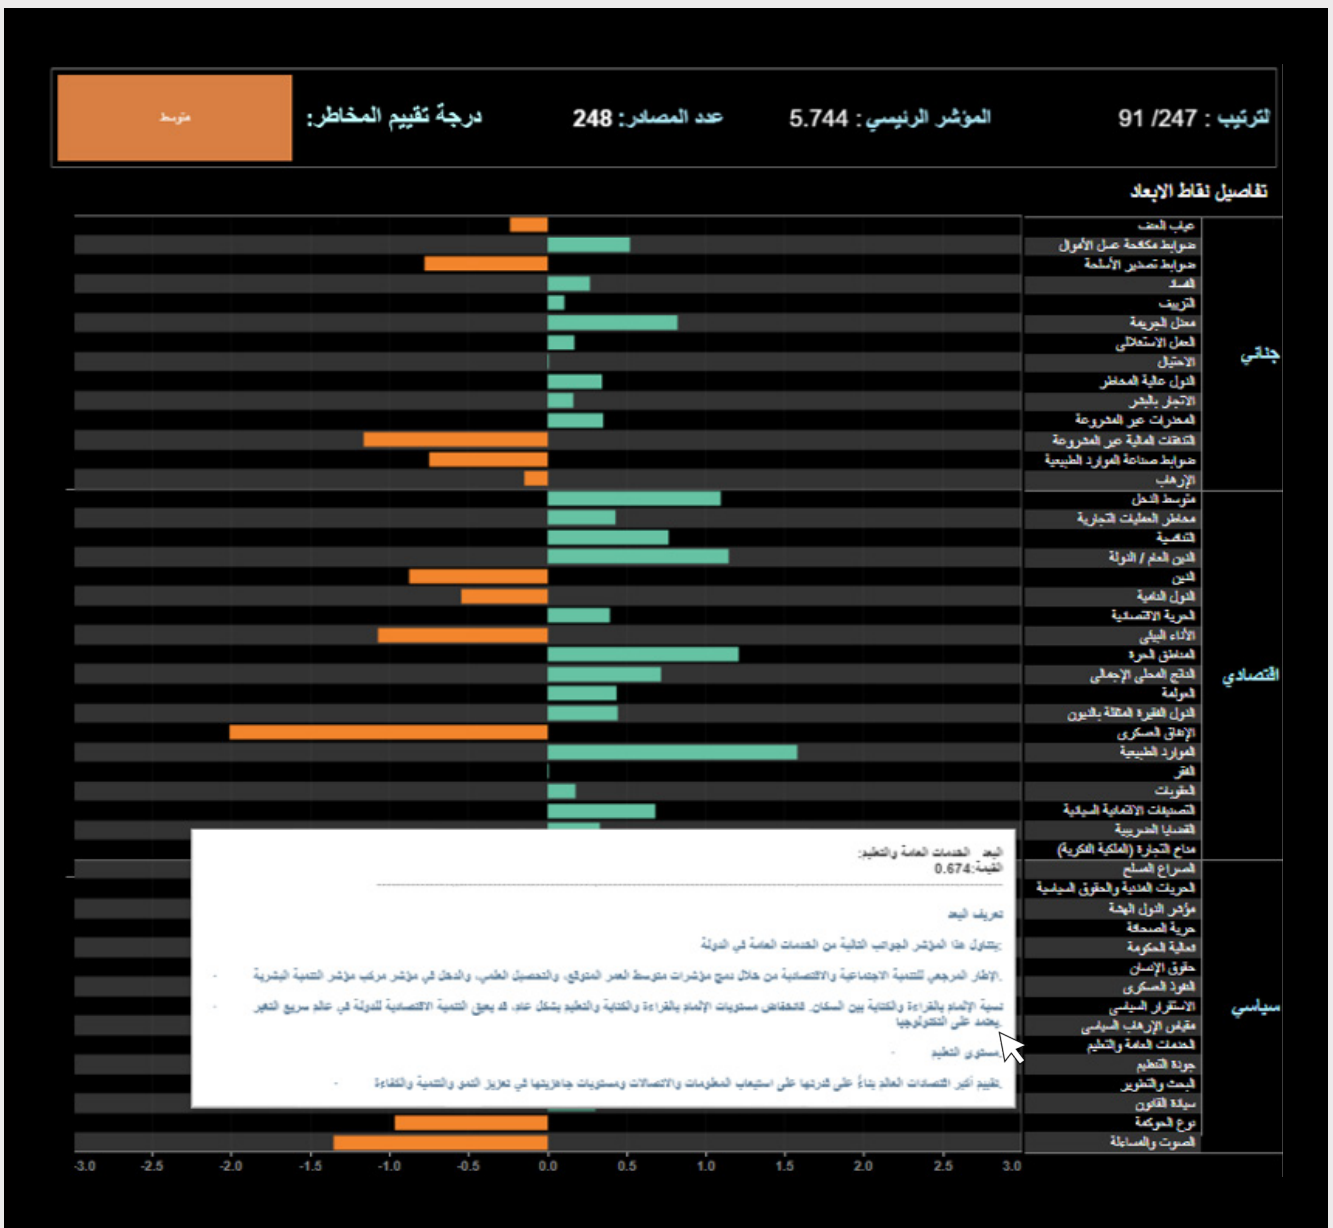 لترتيب : 247/ 91
المؤشر الرئيسي : 5.744
عدد المصادر: 248
درجة تقييم المخاطر:
متوسط
تفاصيل نقاط الابعاد
جنائي
غياب العنف
ضوابط مكافحة غسل الأموال
ضوابط تصدير الأسلحة
الفساد
التزييف
معدل الجريمة
العمل الاستغلالي
الاحتيال
الدول عالية المخاطر
الاتجار بالبشر
المخدرات غير المشروعة
التدفقات المالية غير المشروعة
ضوابط صناعة الموارد الطبيعية
الإرهاب
اقتصادي
متوسط الدخل
مخاطر العمليات التجارية
التنافسية
الدين العام / الدولة
الدين
الدول النامية
الحرية الاقتصادية
الأداء البيئي
المناطق الحرة
الناتج المحلي الإجمالي
العولمة
الدول الفقيرة المثقلة بالديون
الإنفاق العسكري
الموارد الطبيعية
الفقر
العقوبات
التصنيفات الائتمانية السيادية
القضايا الضريبية
مناخ التجارة (الملكية الفكرية)
سياسي
الصراع المسلح
الحريات المدنية والحقوق السياسية
مؤشر الدول الهشة
حرية الصحافة
فعالية الحكومة
حقوق الإنسان
النفوذ العسكري
الاستقرار السياسي
مقياس الإرهاب السياسي
الخدمات العامة والتعليم
جودة التنظيم
البحث والتطوير
سيادة القانون
نوع الحوكمة
الصوت والمساءلة
البعد الخدمات العامة والتعليم:
القيمة:0.674
تعريف البعد
:يتناول هذا المؤشر الجوانب التالية من الخدمات العامة في الدولة
.الإطار المرجعي للتنمية الاجتماعية والاقتصادية من خلال دمج مؤشرات متوسط العمر المتوقع، والتحصيل العلمي، والدخل في مؤشر مركب مؤشر التنمية البشرية -
نسبة الإلمام بالقراءة والكتابة بين السكان. فانخفاض مستويات الإلمام بالقراءة والكتابة والتعليم بشكل عام، قد يعيق التنمية الاقتصادية للدولة في عالم سريع التغير -
.يعتمد على التكنولوجيا
.مستوى التعليم -
.تقييم أكبر اقتصادات العالم بناءً على قدرتها على استيعاب المعلومات والاتصالات ومستويات جاهزيتها في تعزيز النمو والتنمية والكفاءة -
-3.0 -2.5 -2.0 -1.5 -1.0 -0.5 0.0 0.5 1.0 1.5 2.0 2.5 3.0